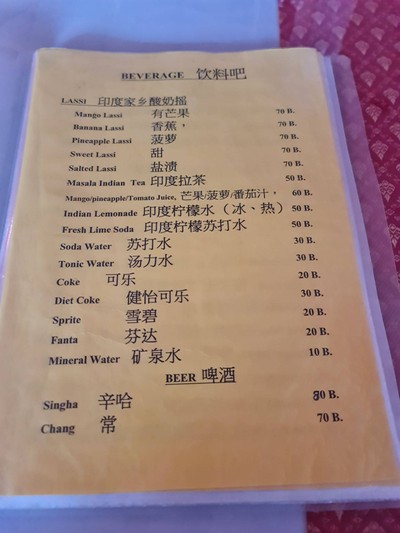 BEVERAGE 饮料吧
LASSI 印度家乡酸奶摇
Mango Lassi 有芒果 70 B.
Banana Lassi 香蕉, 70 B.
Pineapple Lassi 菠萝 70 B.
Sweet Lassi 甜 70 B.
Salted Lassi 盐渍 70 B.
Masala Indian Tea 印度拉茶 50 B.
Mango/pineapple/Tomato Juice, 芒果/菠萝/番茄汁, 60 B.
Indian Lemonade 印度柠檬水（冰、热） 50 B.
Fresh Lime Soda 印度柠檬苏打水 50 B.
Soda Water 苏打水 30 B.
Tonic Water 汤力水 30 B.
Coke 可乐 20 B.
Diet Coke 健怡可乐 30 B.
Sprite 雪碧 20 B.
Fanta 芬达 20 B.
Mineral Water 矿泉水 10 B.
BEER 啤酒
Singha 辛哈 80 B.
Chang 常 70 B.